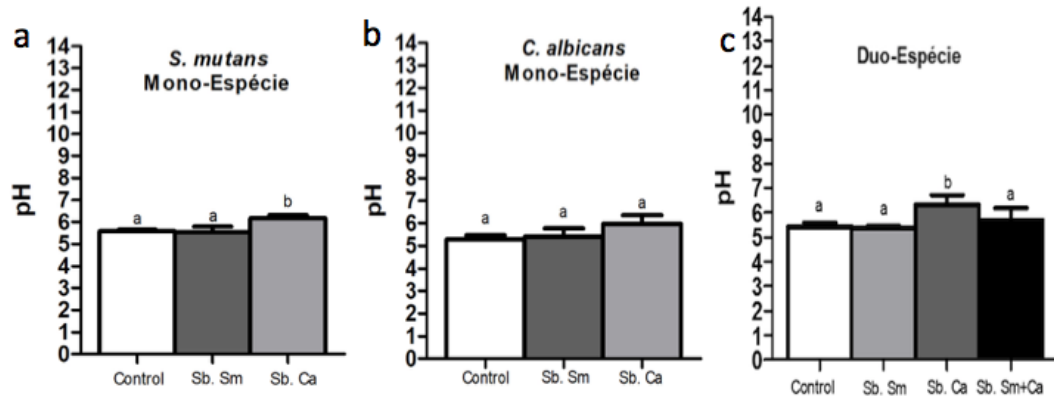 a
S. mutans
Mono-Espécie
14
13
12
11
10
9
8
7
6
5
4
3
2
1
0
pH
a
a
b
Control
Sb. Sm
Sb. Ca
b
C. albicans
Mono-Espécie
14
13
12
11
10
9
8
7
6
5
4
3
2
1
0
pH
a
a
a
Control
Sb. Sm
Sb. Ca
c
Duo-Espécie
14
13
12
11
10
9
8
7
6
5
4
3
2
1
0
pH
a
a
b
a
Control
Sb. Sm
Sb. Ca
Sb. Sm+Ca